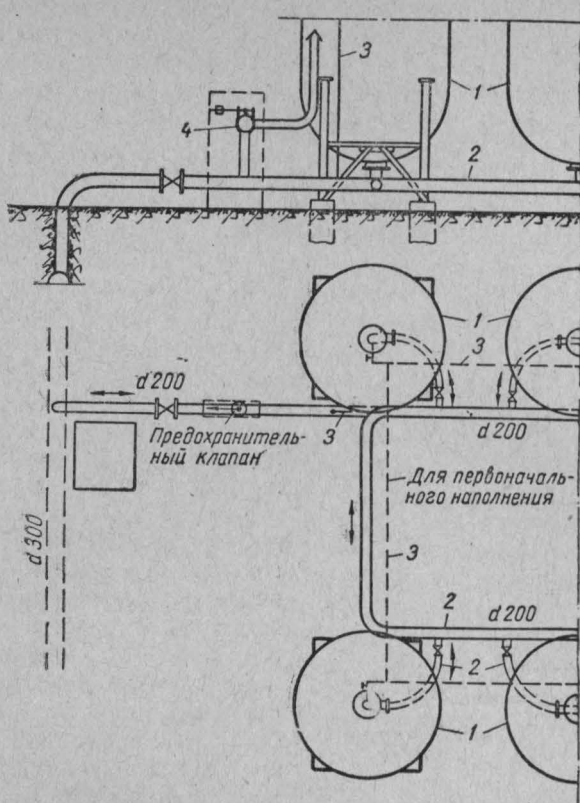 3
1
4
2
1
3
d 200
d 200
Предохранитель-
ный клапан
3
Для первоначаль-
ного наполнения
d 300
3
2
d 200
2
1